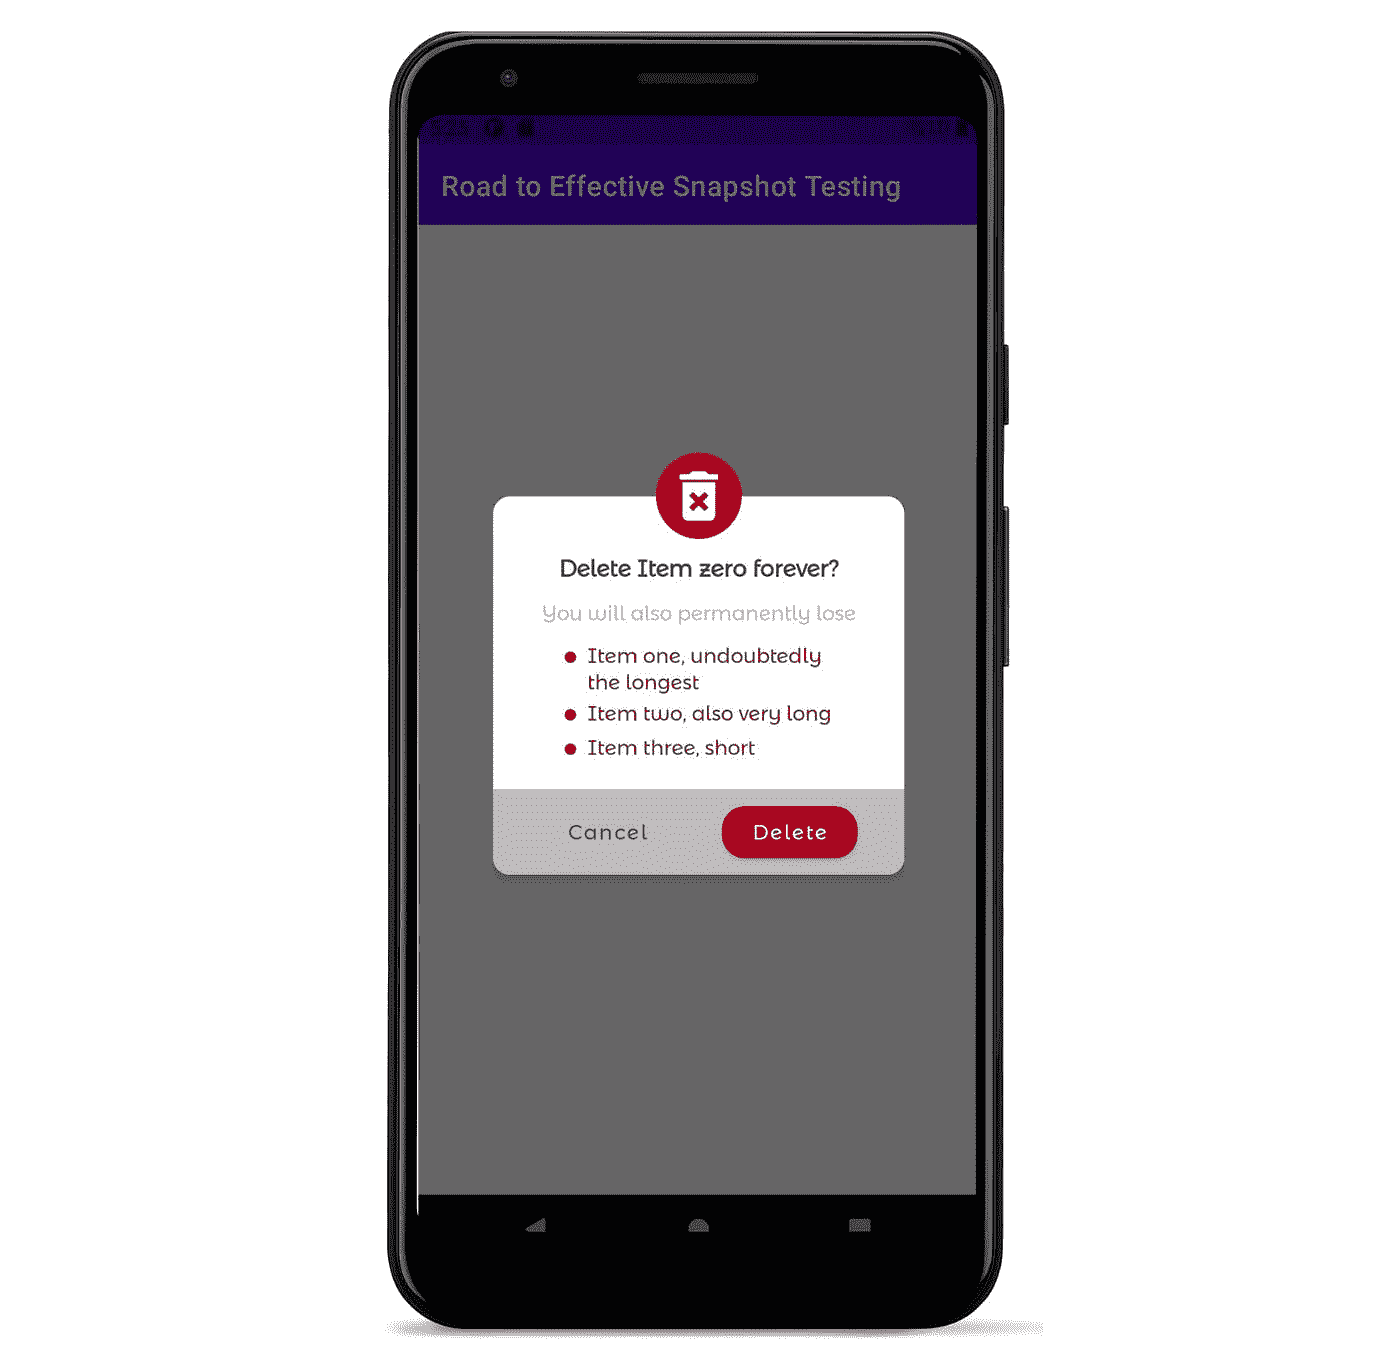 Road to Effective Snapshot Testing
Delete Item zero forever?
You will also permanently lose
Item one, undoubtedly
the longest
Item two, also very long
Item three, short
Cancel
Delete